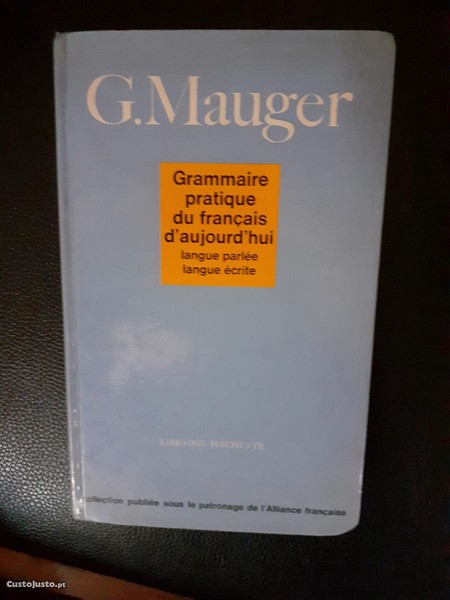 G.Mauger
Grammaire
pratique
du français
d'aujourd'hui
langue parlée
langue écrite
LIBRAIRIE HACHETTE
collection publiée sous le patronage de l'Alliance française
CustoJusto.pt